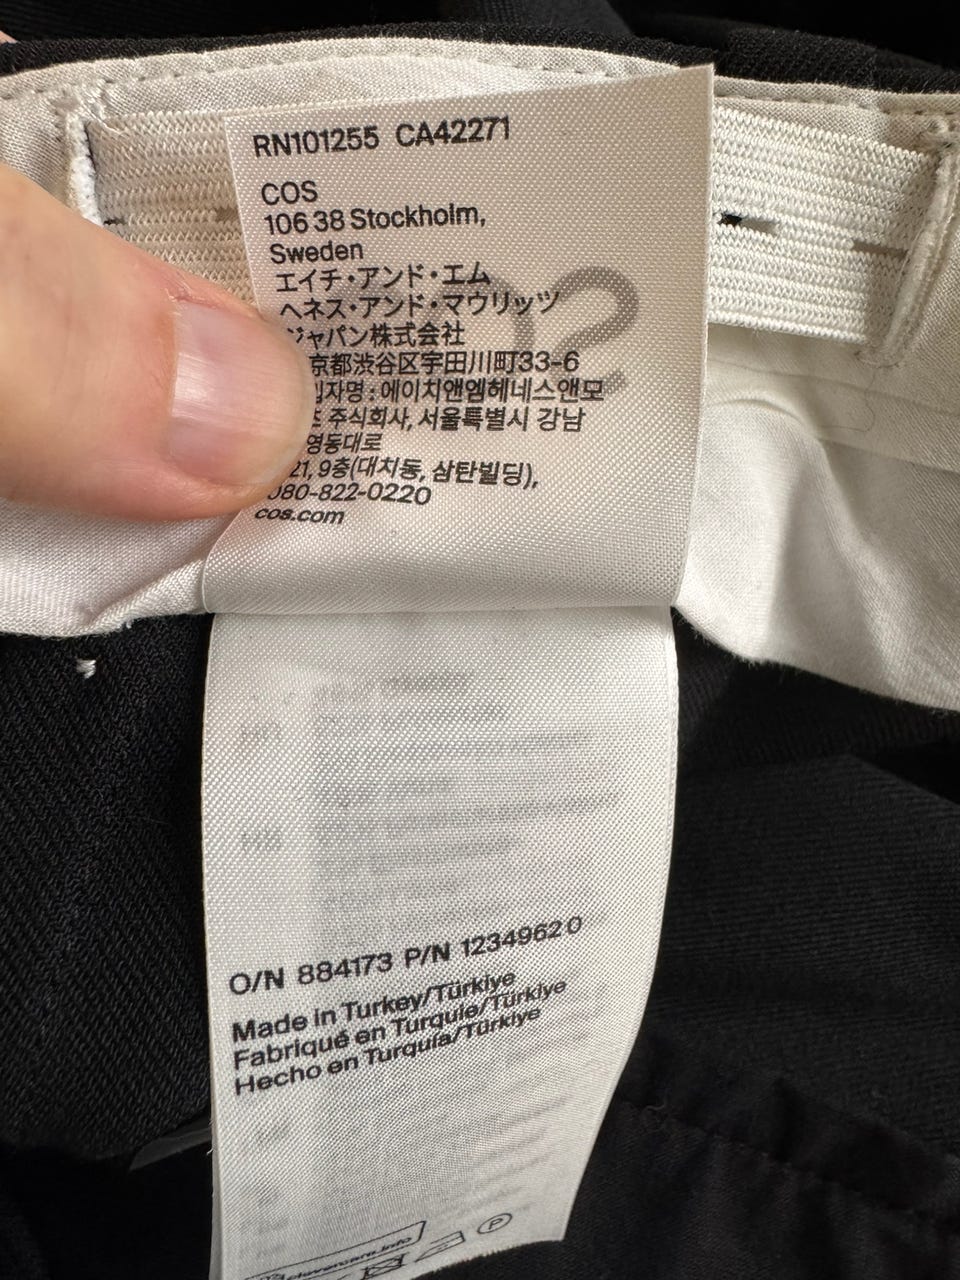 RN101255 CA42271
COS
106 38 Stockholm,
Sweden
エイチ・アンド・エム
ヘネス・アンド・マウリッツ
ジャパン株式会社
京都渋谷区宇田川町33-6
입자명 : 에이치앤엠헤네스앤모
주식회사, 서울특별시 강남
영동대로
21, 9층(대치동, 삼탄빌딩),
080-822-0220
cos.com
O/N 884173 P/N 1234962 0
Made in Turkey/Türkiye
Fabriqué en Turquie/Türkiye
Hecho en Turquía/Türkiye
clevercare.info
P